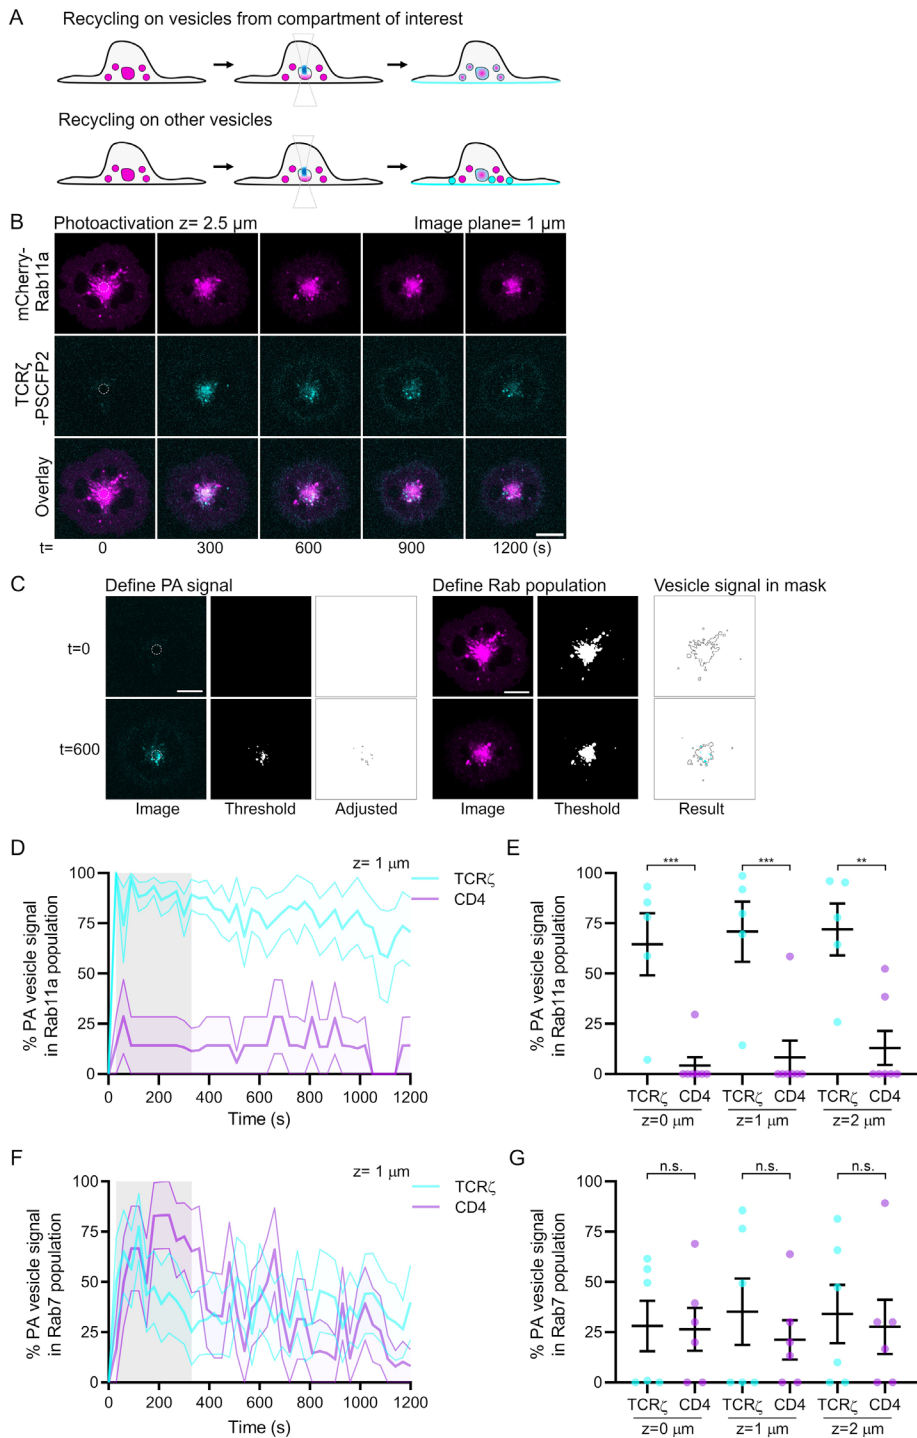 A
Recycling on vesicles from compartment of interest
Recycling on other vesicles
B
Photoactivation z= 2.5 μm
Image plane= 1 μm
mCherry-
Rab11a
TCRζ
-PSCFP2
Overlay
t=
0
300
600
900
1200 (s)
C
Define PA signal
Define Rab population
Vesicle signal in mask
t=0
t=600
Image
Threshold
Adjusted
Image
Theshold
Result
D
z= 1 μm
TCRζ
CD4
% PA vesicle signal
in Rab11a population
100
75
50
25
0
0 200 400 600 800 1000 1200
Time (s)
E
*** *** **
% PA vesicle signal
in Rab11a population
100
75
50
25
0
TCRζ CD4 TCRζ CD4 TCRζ CD4
z=0 μm z=1 μm z=2 μm
F
z= 1 μm
TCRζ
CD4
% PA vesicle signal
in Rab7 population
100
75
50
25
0
0 200 400 600 800 1000 1200
Time (s)
G
n.s. n.s. n.s.
% PA vesicle signal
in Rab7 population
100
75
50
25
0
TCRζ CD4 TCRζ CD4 TCRζ CD4
z=0 μm z=1 μm z=2 μm